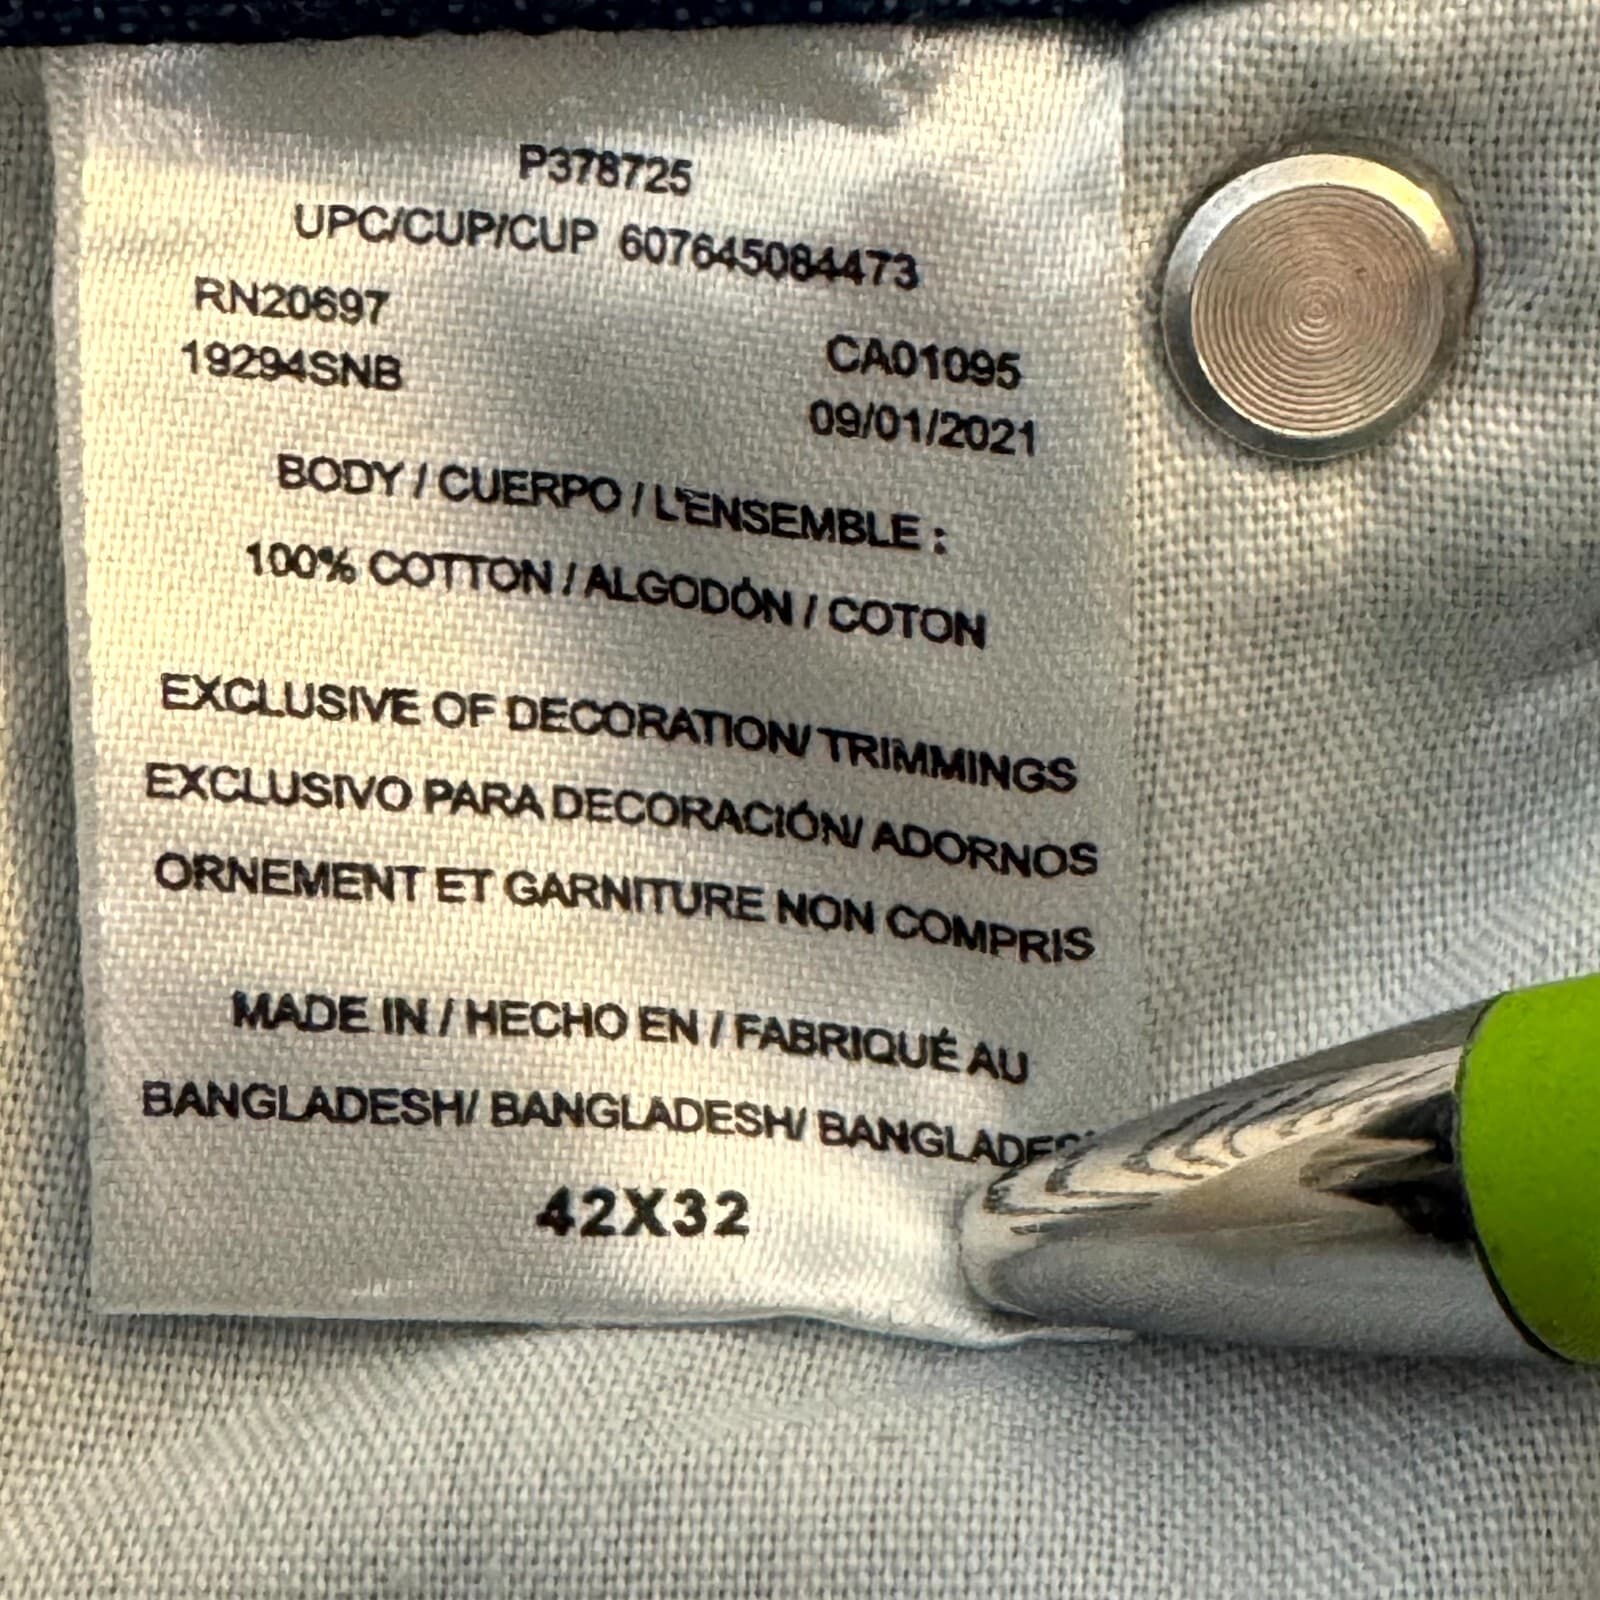 P378725
UPC/CUP/CUP 607645084473
RN20697
CA01095
19294SNB
09/01/2021
BODY / CUERPO / L'ENSEMBLE :
100% COTTON / ALGODÓN / COTON
EXCLUSIVE OF DECORATION/ TRIMMINGS
EXCLUSIVO PARA DECORACIÓN/ ADORNOS
ORNEMENT ET GARNITURE NON COMPRIS
MADE IN / HECHO EN / FABRIQUÉ AU
BANGLADESH/ BANGLADESH/
42X32